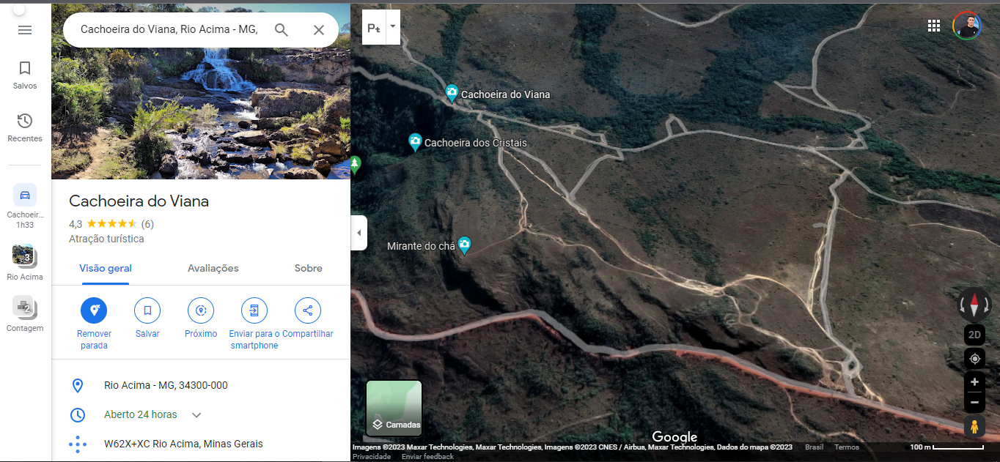 Cachoeira do Viana, Rio Acima - MG,
Salvos
Recentes
Cachoeir...
1h33
3
Rio Acima
2
Contagem
Cachoeira do Viana
4,3 (6)
Atração turística
Visão geral
Avaliações
Sobre
Remover parada
Salvar
Próximo
Enviar para o smartphone
Compartilhar
Rio Acima - MG, 34300-000
Aberto 24 horas
W62X+XC Rio Acima, Minas Gerais
Pt
Cachoeira do Viana
Cachoeira dos Cristais
Mirante do chá
2D
Camadas
Google
Imagens ©2023 Maxar Technologies, Maxar Technologies, Imagens ©2023 CNES / Airbus, Maxar Technologies, Dados do mapa ©2023
Brasil
Termos
100 m
Privacidade
Enviar feedback